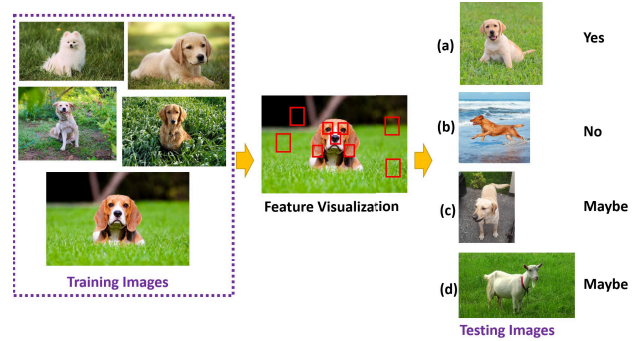 (a)
Yes
(b)
No
Feature Visualization
(c)
Maybe
(d)
Maybe
Training Images
Testing Images